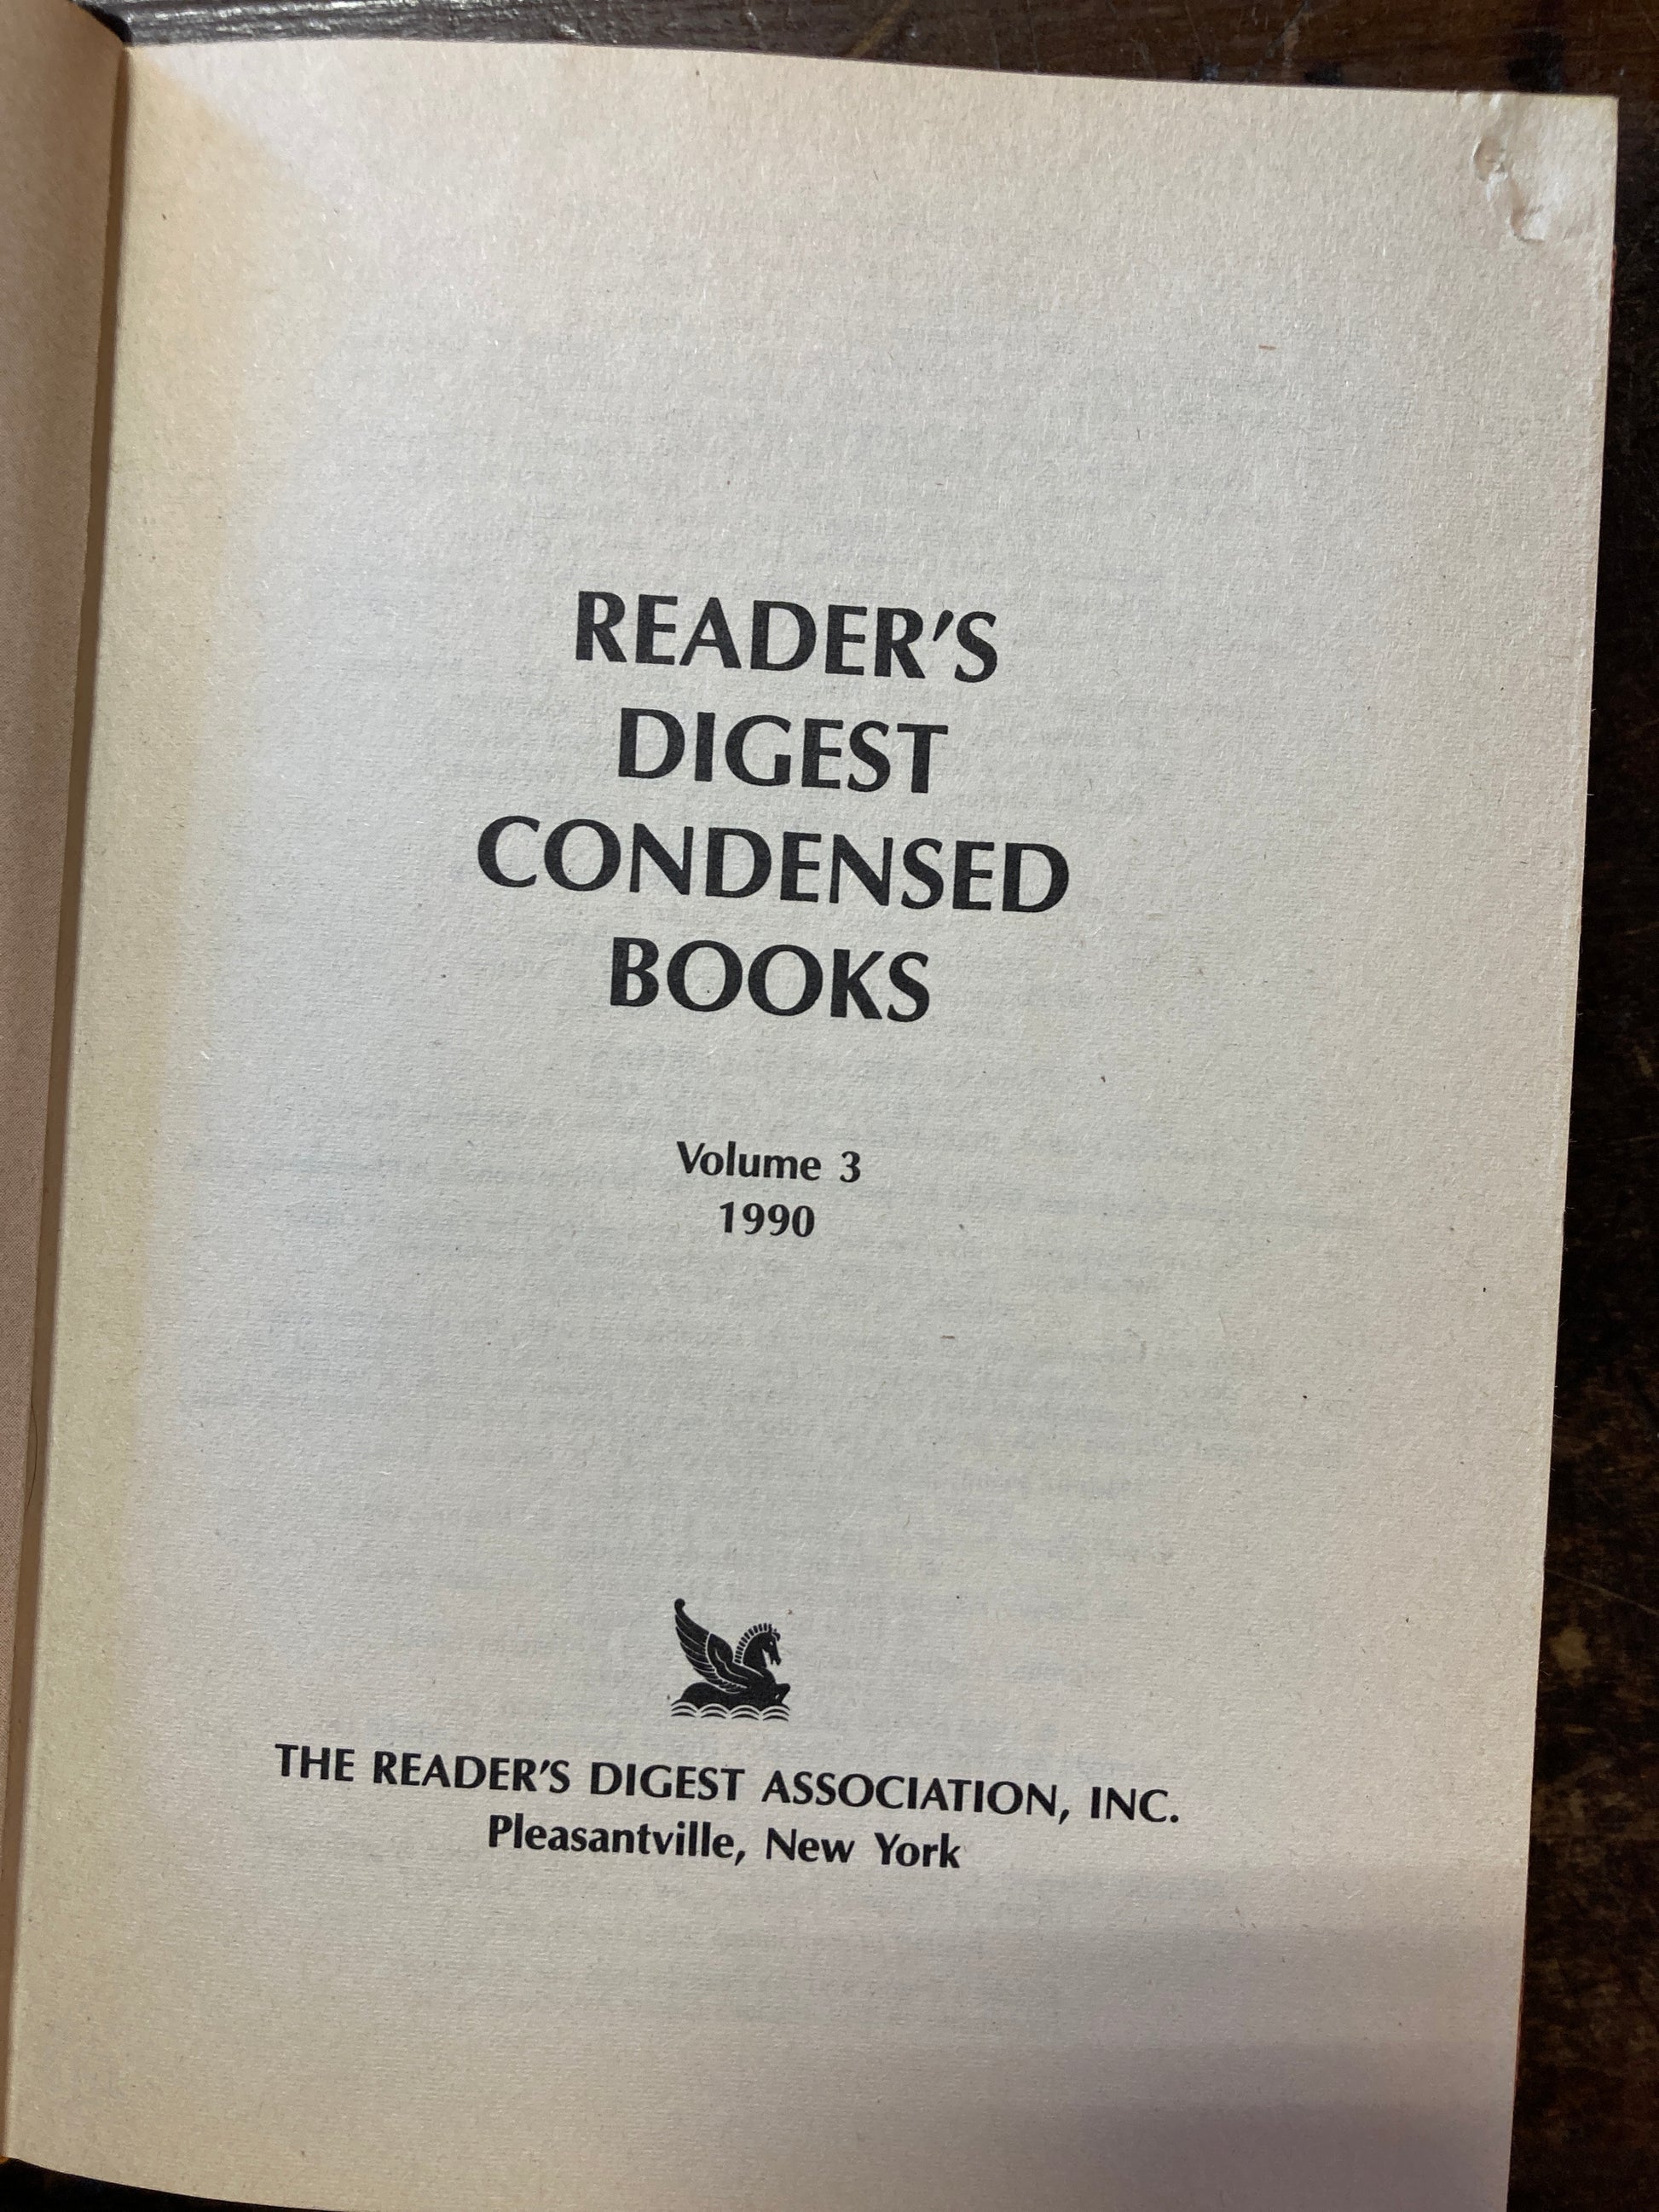 READER'S
DIGEST
CONDENSED
BOOKS
Volume 3
1990
THE READER'S DIGEST ASSOCIATION, INC.
Pleasantville, New York